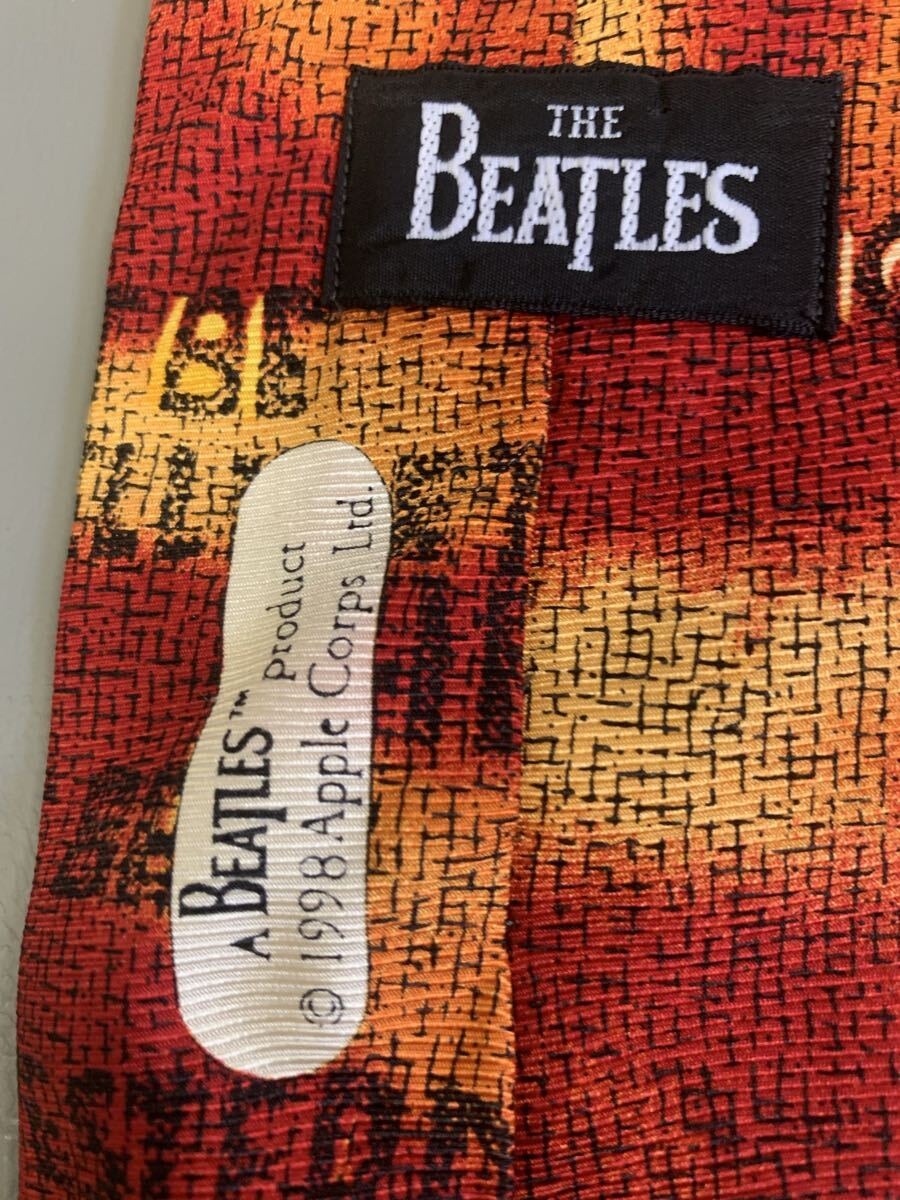 THE
BEATLES
A BEATLES™ product
© 1998 Apple Corps Ltd.